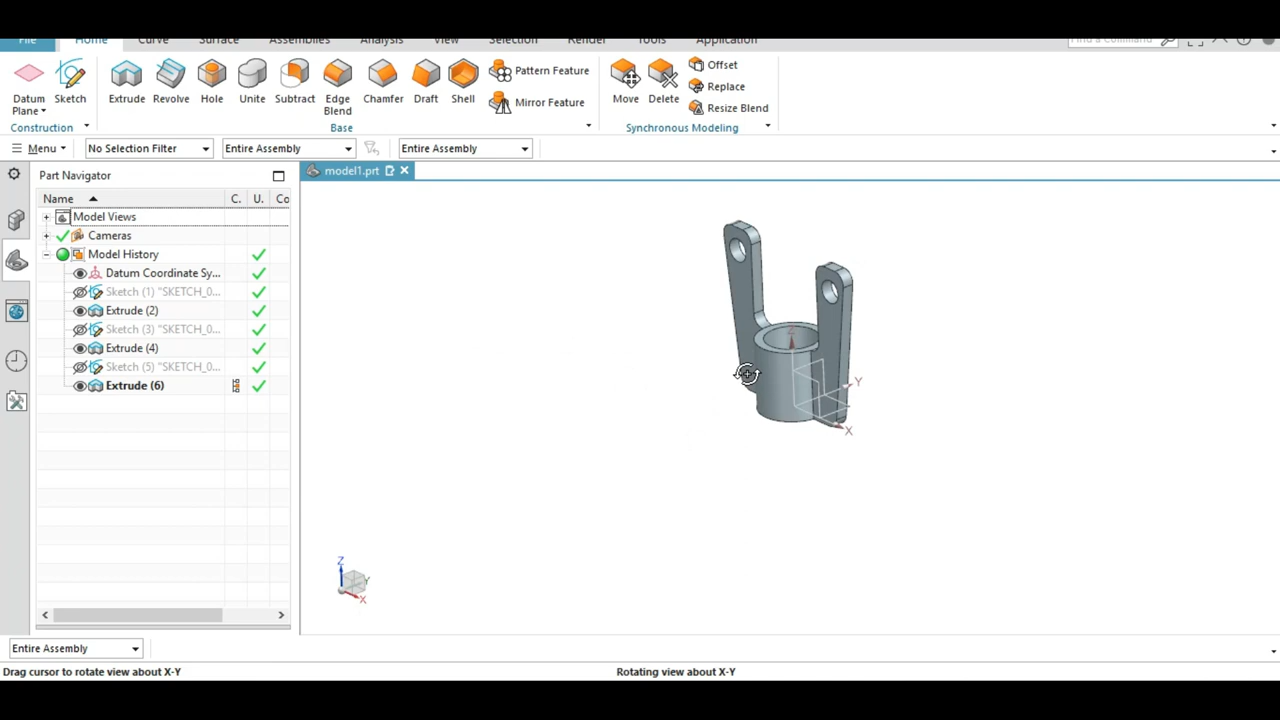 File Home Curve Surface Assemblies Analysis View Selection Render Tools Application Find a Command
Datum Plane
Sketch
Extrude
Revolve
Hole
Unite
Subtract
Edge Blend
Chamfer
Draft
Shell
Pattern Feature
Mirror Feature
Move
Delete
Offset
Replace
Resize Blend
Construction
Base
Synchronous Modeling
Menu No Selection Filter Entire Assembly Entire Assembly
Part Navigator
model1.prt
Name C. U. Co
Model Views
Cameras
Model History
Datum Coordinate Sy...
Sketch (1) "SKETCH_0...
Extrude (2)
Sketch (3) "SKETCH_0...
Extrude (4)
Sketch (5) "SKETCH_0...
Extrude (6)
Z
Y
X
Z
Y
X
Entire Assembly
Drag cursor to rotate view about X-Y
Rotating view about X-Y